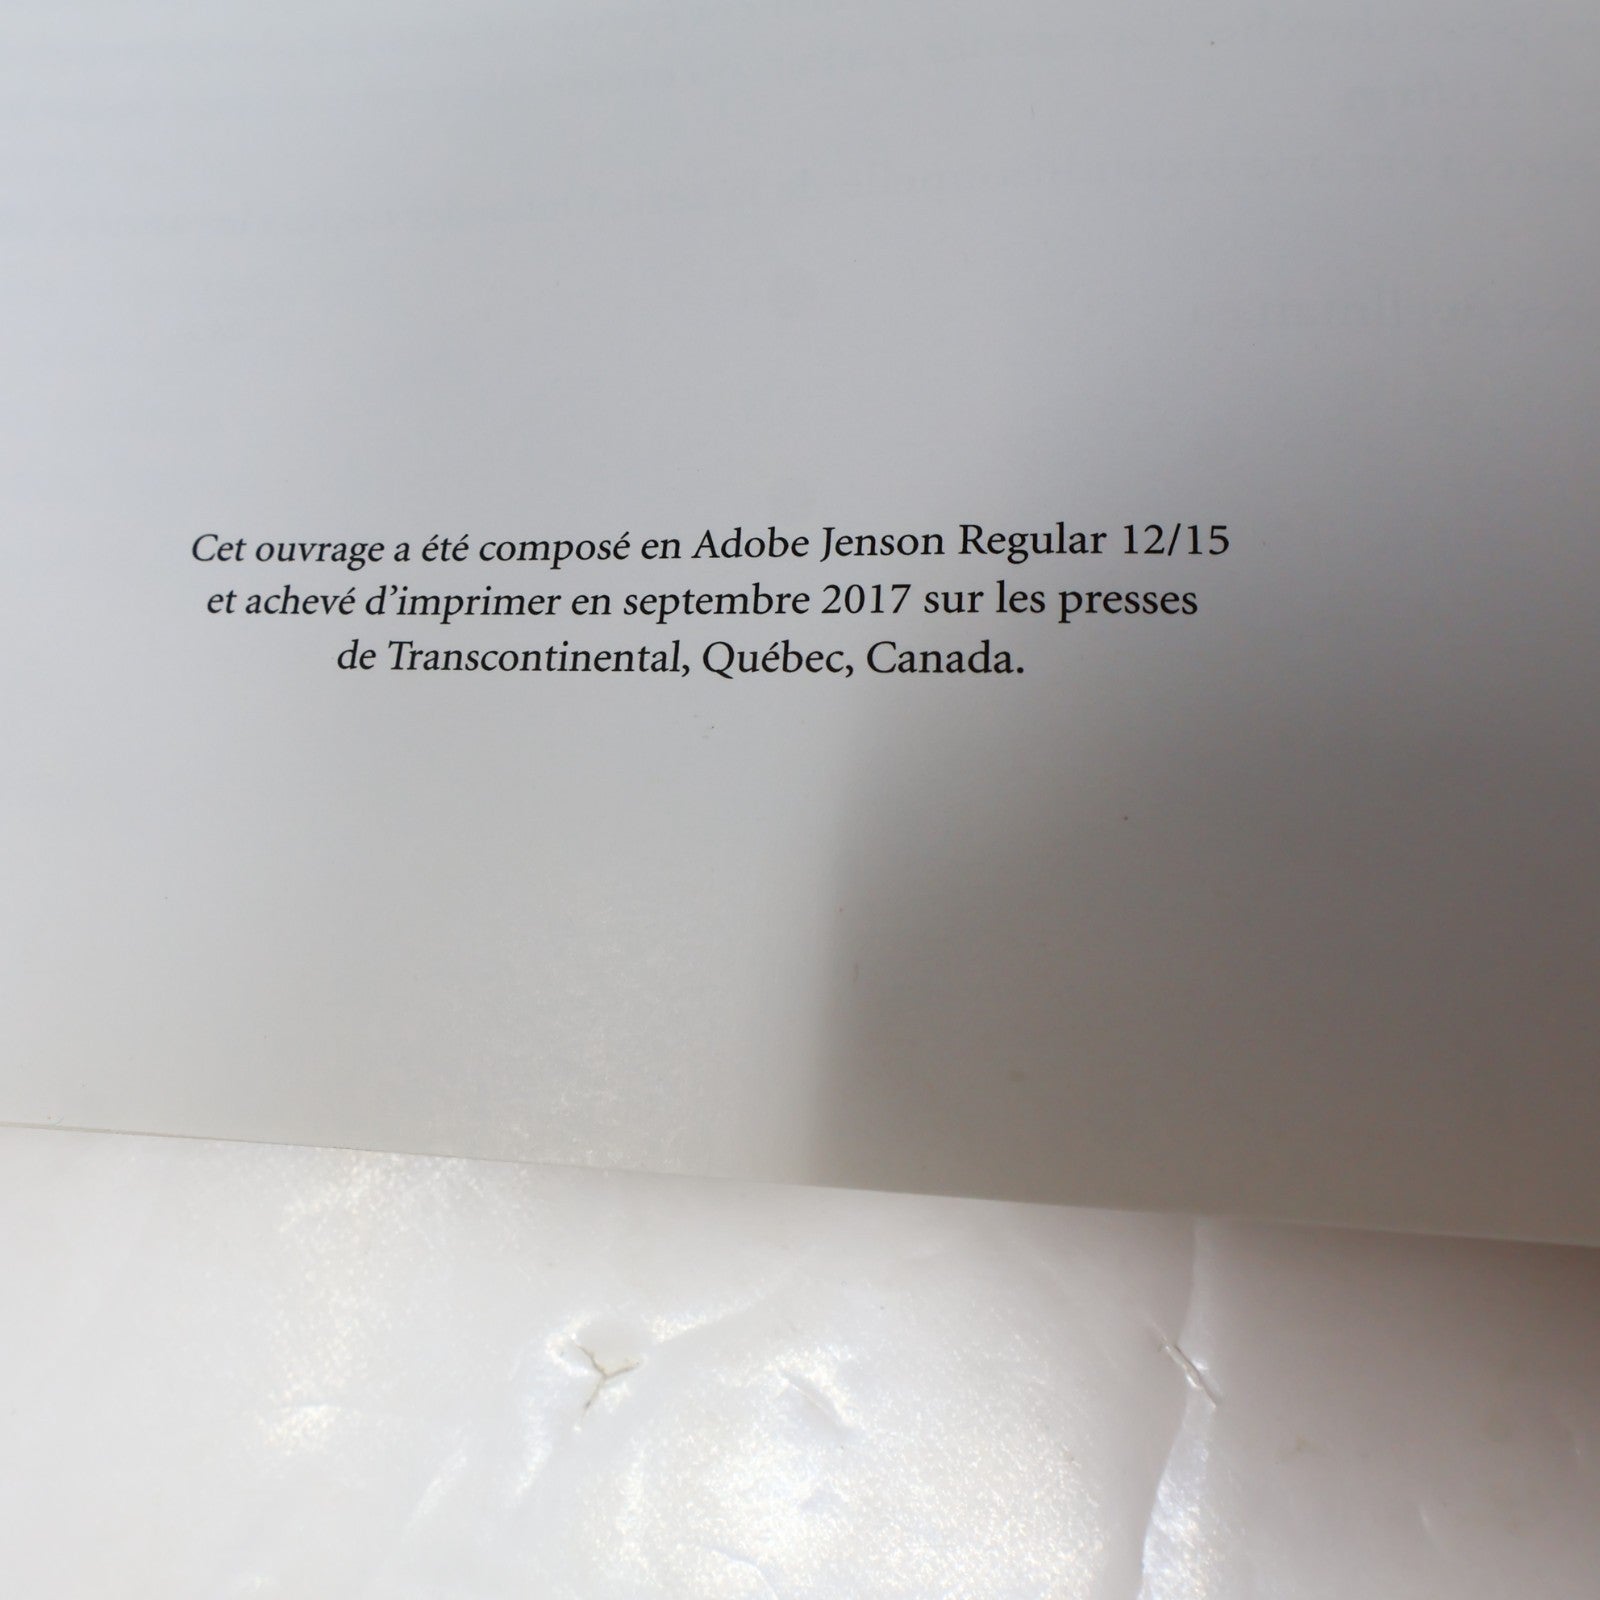 Cet ouvrage a été composé en Adobe Jenson Regular 12/15
et achevé d’imprimer en septembre 2017 sur les presses
de Transcontinental, Québec, Canada.